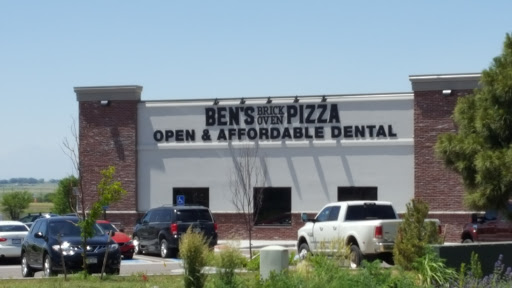 BEN'S BRICK OVEN PIZZA
OPEN & AFFORDABLE DENTAL